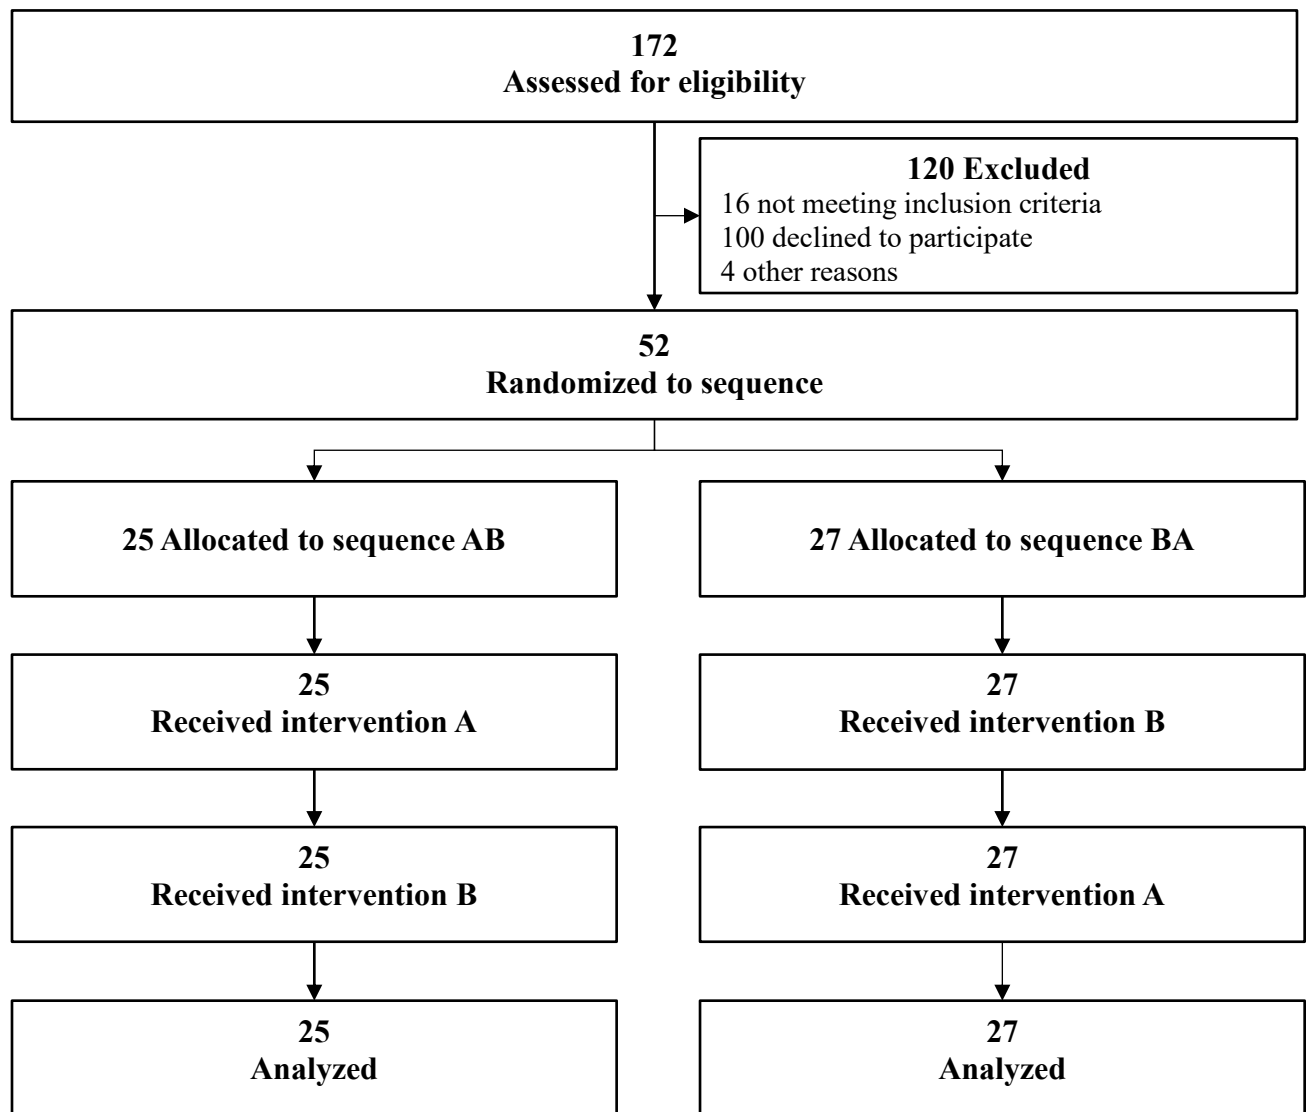 172
Assessed for eligibility
120 Excluded
16 not meeting inclusion criteria
100 declined to participate
4 other reasons
52
Randomized to sequence
25 Allocated to sequence AB
27 Allocated to sequence BA
25
Received intervention A
27
Received intervention B
25
Received intervention B
27
Received intervention A
25
Analyzed
27
Analyzed